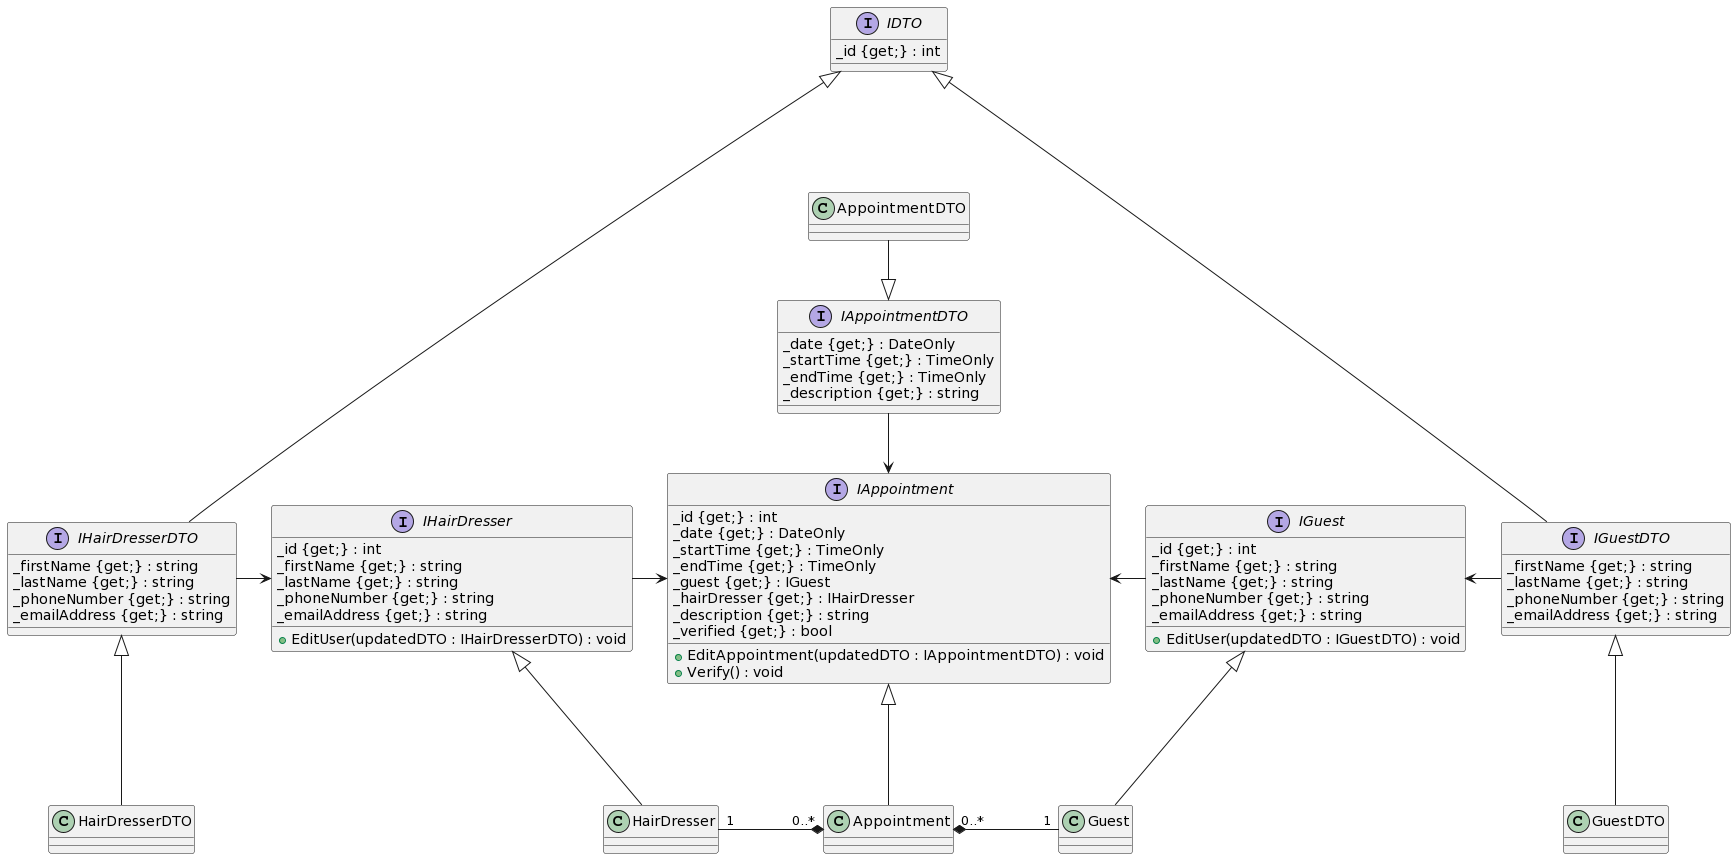 I IDTO
_id {get;} : int
C AppointmentDTO
I IAppointmentDTO
_date {get;} : DateOnly
_startTime {get;} : TimeOnly
_endTime {get;} : TimeOnly
_description {get;} : string
I IHairDresserDTO
_firstName {get;} : string
_lastName {get;} : string
_phoneNumber {get;} : string
_emailAddress {get;} : string
I IHairDresser
_id {get;} : int
_firstName {get;} : string
_lastName {get;} : string
_phoneNumber {get;} : string
_emailAddress {get;} : string
EditUser(updatedDTO : IHairDresserDTO) : void
I IAppointment
_id {get;} : int
_date {get;} : DateOnly
_startTime {get;} : TimeOnly
_endTime {get;} : TimeOnly
_guest {get;} : IGuest
_hairDresser {get;} : IHairDresser
_description {get;} : string
_verified {get;} : bool
EditAppointment(updatedDTO : IAppointmentDTO) : void
Verify() : void
I IGuest
_id {get;} : int
_firstName {get;} : string
_lastName {get;} : string
_phoneNumber {get;} : string
_emailAddress {get;} : string
EditUser(updatedDTO : IGuestDTO) : void
I IGuestDTO
_firstName {get;} : string
_lastName {get;} : string
_phoneNumber {get;} : string
_emailAddress {get;} : string
C HairDresserDTO
C HairDresser
1 0..*
C Appointment
0..* 1
C Guest
C GuestDTO